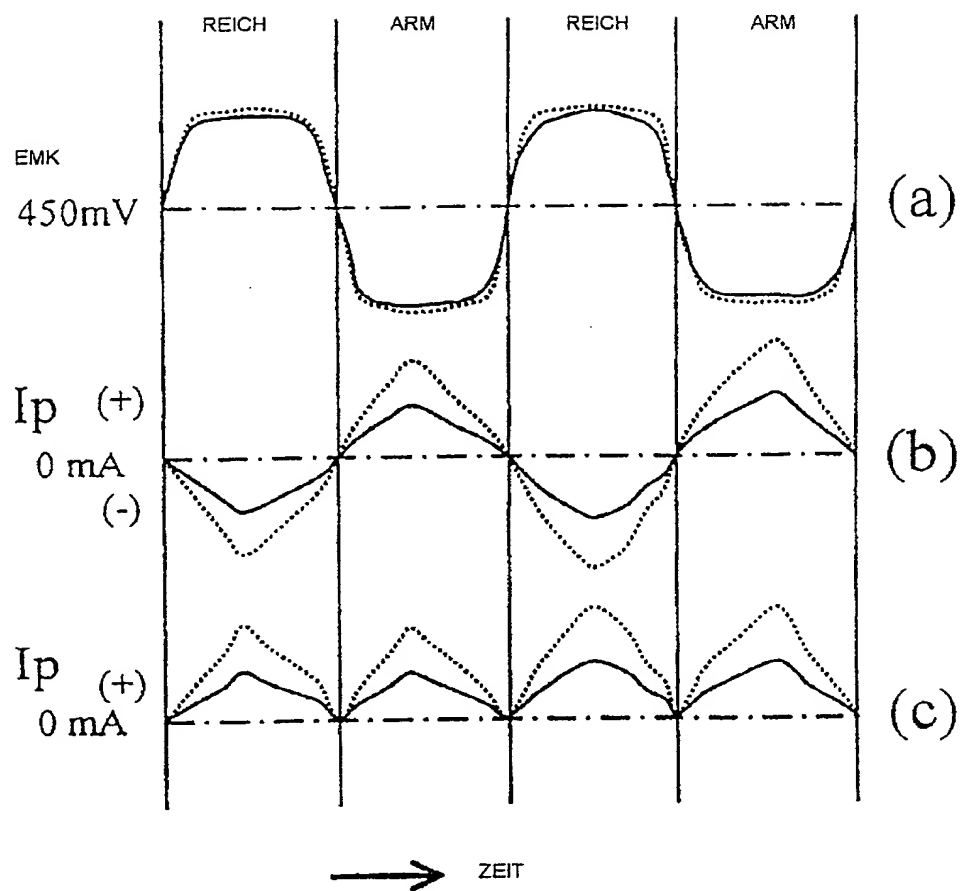 REICH ARM REICH ARM
EMK
450mV (a)
Ip (+)
0 mA (b)
(-)
Ip (+)
0 mA (c)
ZEIT